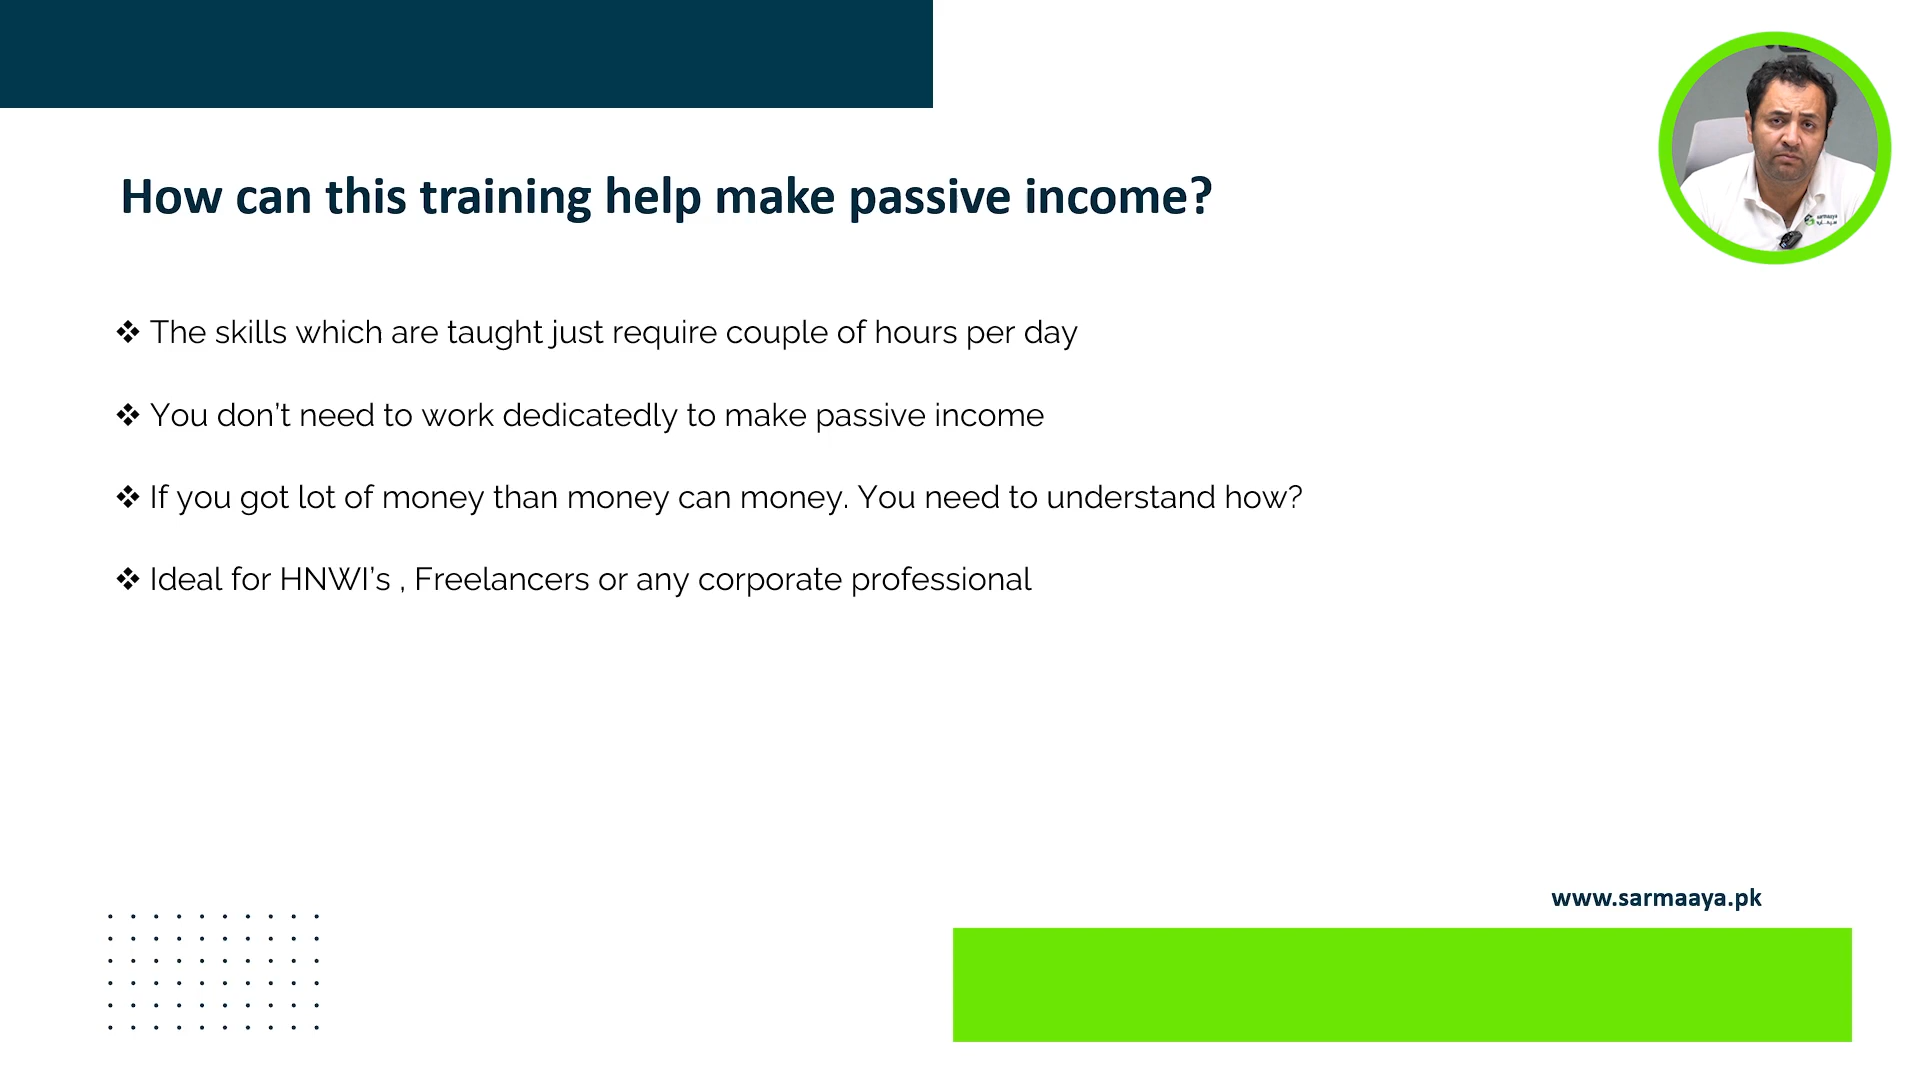 How can this training help make passive income?
❖ The skills which are taught just require couple of hours per day
❖ You don’t need to work dedicatedly to make passive income
❖ If you got lot of money than money can money. You need to understand how?
❖ Ideal for HNWI’s , Freelancers or any corporate professional
sarmaaya
www.sarmaaya.pk